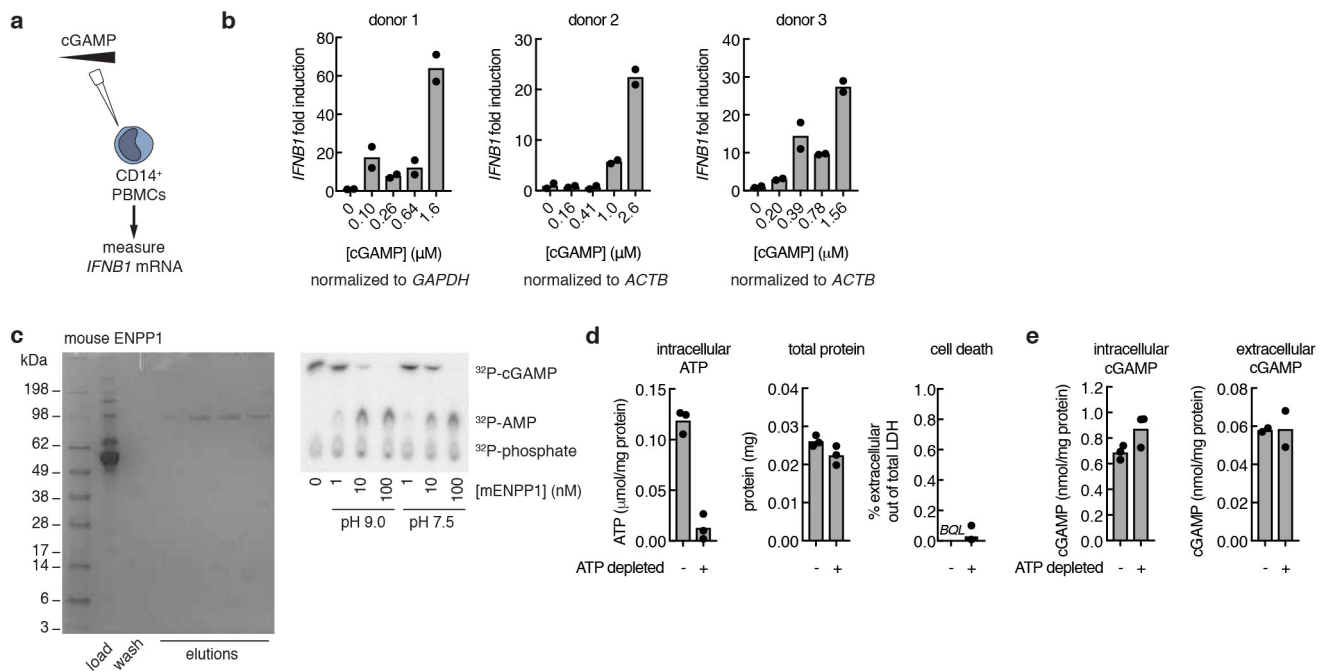 a
cGAMP
CD14+
PBMCs
measure
IFNB1 mRNA
b
donor 1
IFNB1 fold induction
80
60
40
20
0
0 0.10 0.26 0.64 1.6
[cGAMP] (μM)
normalized to GAPDH
donor 2
IFNB1 fold induction
30
20
10
0
0 0.16 0.41 1.0 2.6
[cGAMP] (μM)
normalized to ACTB
donor 3
IFNB1 fold induction
40
30
20
10
0
0 0.20 0.39 0.78 1.56
[cGAMP] (μM)
normalized to ACTB
c
mouse ENPP1
kDa
198
98
62
49
38
28
17
14
6
3
load wash elutions
32P-cGAMP
32P-AMP
32P-phosphate
0 1 10 100 1 10 100 [mENPP1] (nM)
pH 9.0 pH 7.5
d
intracellular
ATP
ATP (μmol/mg protein)
0.15
0.10
0.05
0.00
ATP depleted - +
total protein
protein (mg)
0.04
0.03
0.02
0.01
0.00
- +
cell death
% extracellular
out of total LDH
1.0
0.8
0.6
0.4
0.2
0.0
BQL
- +
e
intracellular
cGAMP
cGAMP (nmol/mg protein)
1.2
1.0
0.8
0.6
0.4
0.2
0.0
ATP depleted - +
extracellular
cGAMP
cGAMP (nmol/mg protein)
0.08
0.06
0.04
0.02
0.00
- +